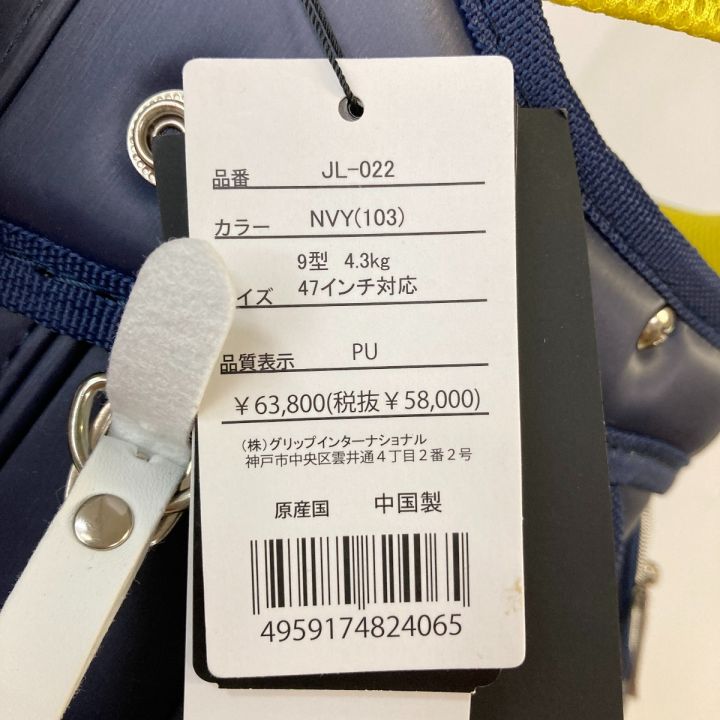 品番 JL-022
カラー NVY(103)
9型 4.3kg
イズ 47インチ対応
品質表示 PU
￥63,800(税抜￥58,000)
(株)グリップインターナショナル
神戸市中央区雲井通４丁目２番２号
原産国 中国製
4959174824065